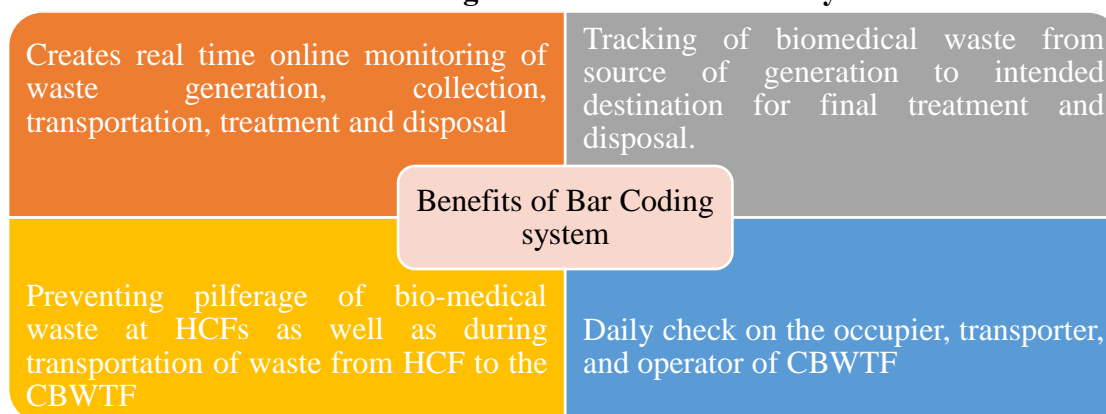 Creates real time online monitoring of
waste generation, collection,
transportation, treatment and disposal
Tracking of biomedical waste from
source of generation to intended
destination for final treatment and
disposal.
Benefits of Bar Coding
system
Preventing pilferage of bio-medical
waste at HCFs as well as during
transportation of waste from HCF to the
CBWTF
Daily check on the occupier, transporter,
and operator of CBWTF